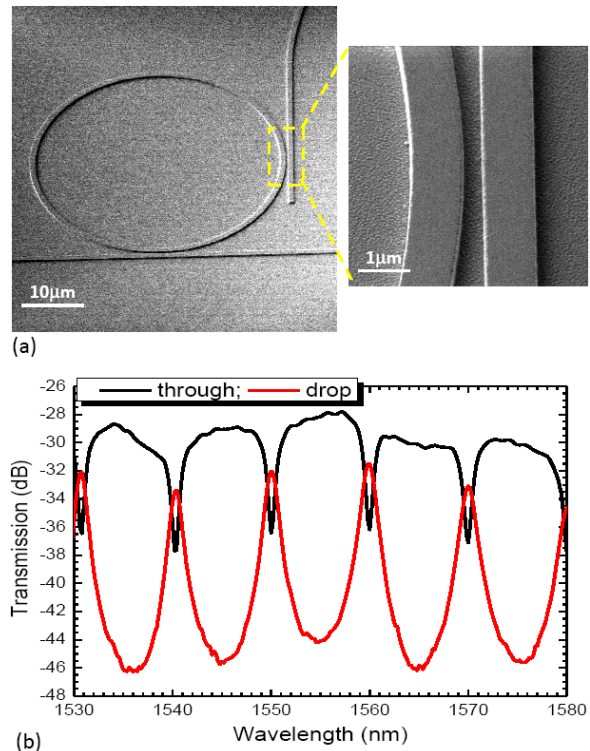 10μm
1μm
(a)
through; drop
-26
-28
-30
-32
-34
-36
-38
-40
-42
-44
-46
-48
Transmission (dB)
1530 1540 1550 1560 1570 1580
Wavelength (nm)
(b)